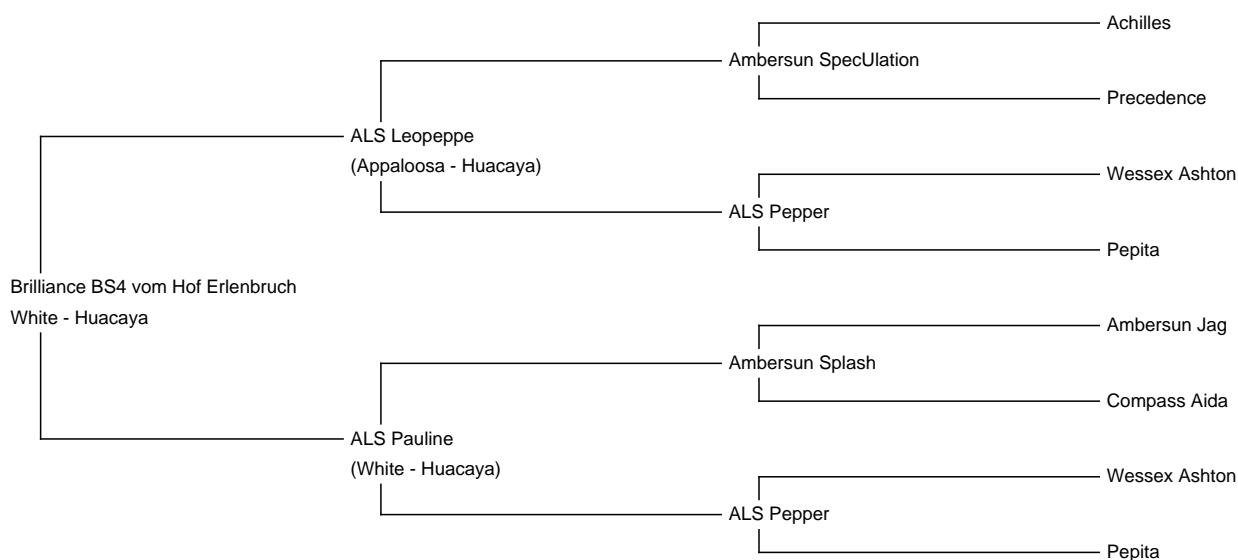 Achilles
Ambersun SpecUlation
Precedence
ALS Leopeppe
(Appaloosa - Huacaya)
Wessex Ashton
ALS Pepper
Pepita
Brilliance BS4 vom Hof Erlenbruch
White - Huacaya
Ambersun Jag
Ambersun Splash
Compass Aida
ALS Pauline
(White - Huacaya)
Wessex Ashton
ALS Pepper
Pepita